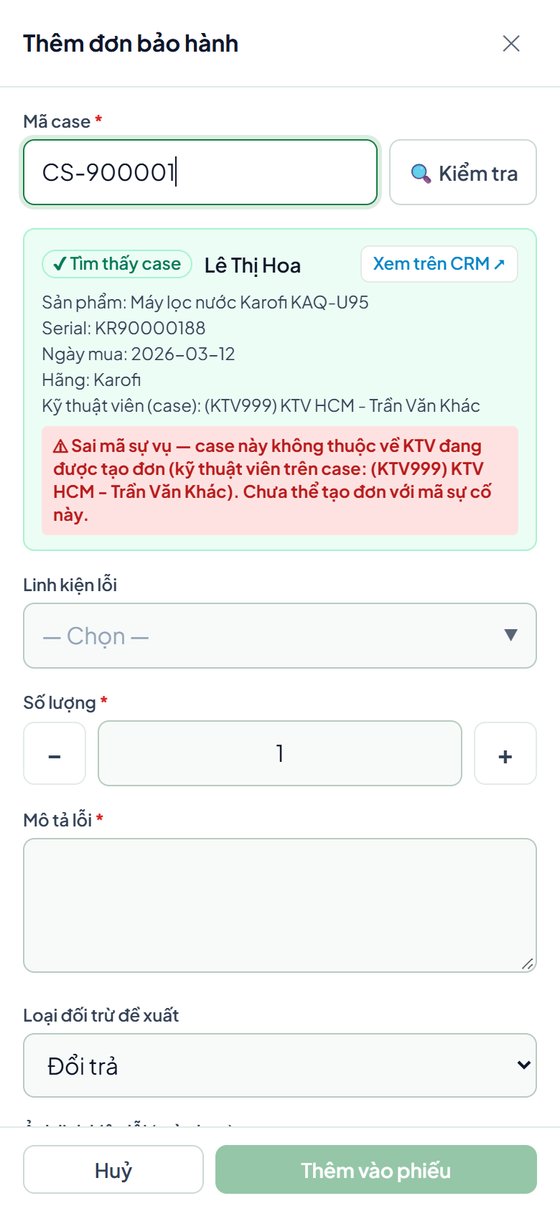 Thêm đơn bảo hành
Mã case *
CS-900001
Kiểm tra
✓ Tìm thấy case
Lê Thị Hoa
Xem trên CRM ↗
Sản phẩm: Máy lọc nước Karofi KAQ-U95
Serial: KR90000188
Ngày mua: 2026-03-12
Hãng: Karofi
Kỹ thuật viên (case): (KTV999) KTV HCM - Trần Văn Khác
⚠ Sai mã sự vụ — case này không thuộc về KTV đang
được tạo đơn (kỹ thuật viên trên case: (KTV999) KTV
HCM - Trần Văn Khác). Chưa thể tạo đơn với mã sự cố
này.
Linh kiện lỗi
— Chọn —
Số lượng *
−
1
+
Mô tả lỗi *
Loại đối trừ đề xuất
Đổi trả
Huỷ
Thêm vào phiếu